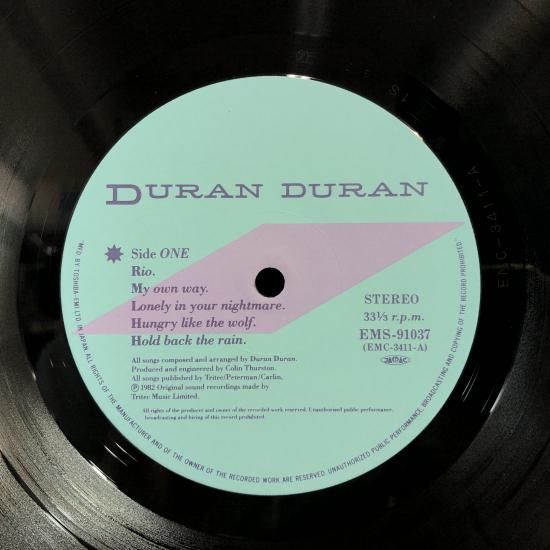 DURAN DURAN
Side ONE
Rio.
My own way.
Lonely in your nightmare.
Hungry like the wolf.
Hold back the rain.
STEREO
33⅓ r.p.m.
EMS-91037
(EMC-3411-A)
JASRAC
All songs composed and arranged by Duran Duran.
Produced and engineered by Colin Thurston.
All songs published by Tritec/Peterman/Carlin.
Ⓟ 1982 Original sound recordings made by
Tritec Music Limited.
All rights of the producer and owner of the recorded work reserved. Unauthorised public performance,
broadcasting and hiring of this record prohibited.
MF'D BY TOSHIBA-EMI LTD. IN JAPAN ALL RIGHTS OF THE MANUFACTURER AND OF THE OWNER OF THE RECORDED WORK ARE RESERVED. UNAUTHORIZED PUBLIC PERFORMANCE, BROADCASTING AND COPYING OF THE RECORD PROHIBITED.
EMC-3411-A
1S